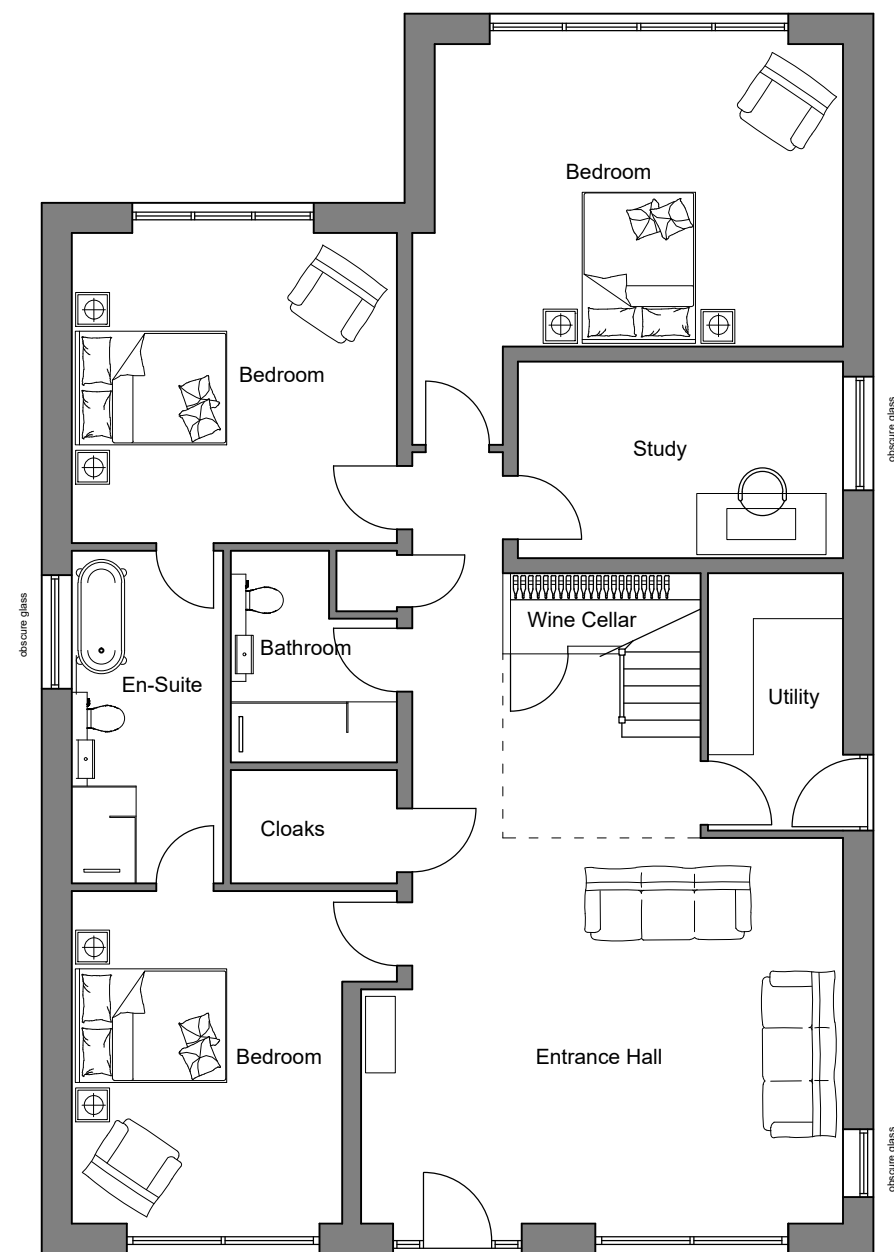 Bedroom
Bedroom
obscure glass
Study
obscure glass
Wine Cellar
Bathroom
En-Suite
Utility
Cloaks
Bedroom
Entrance Hall
obscure glass